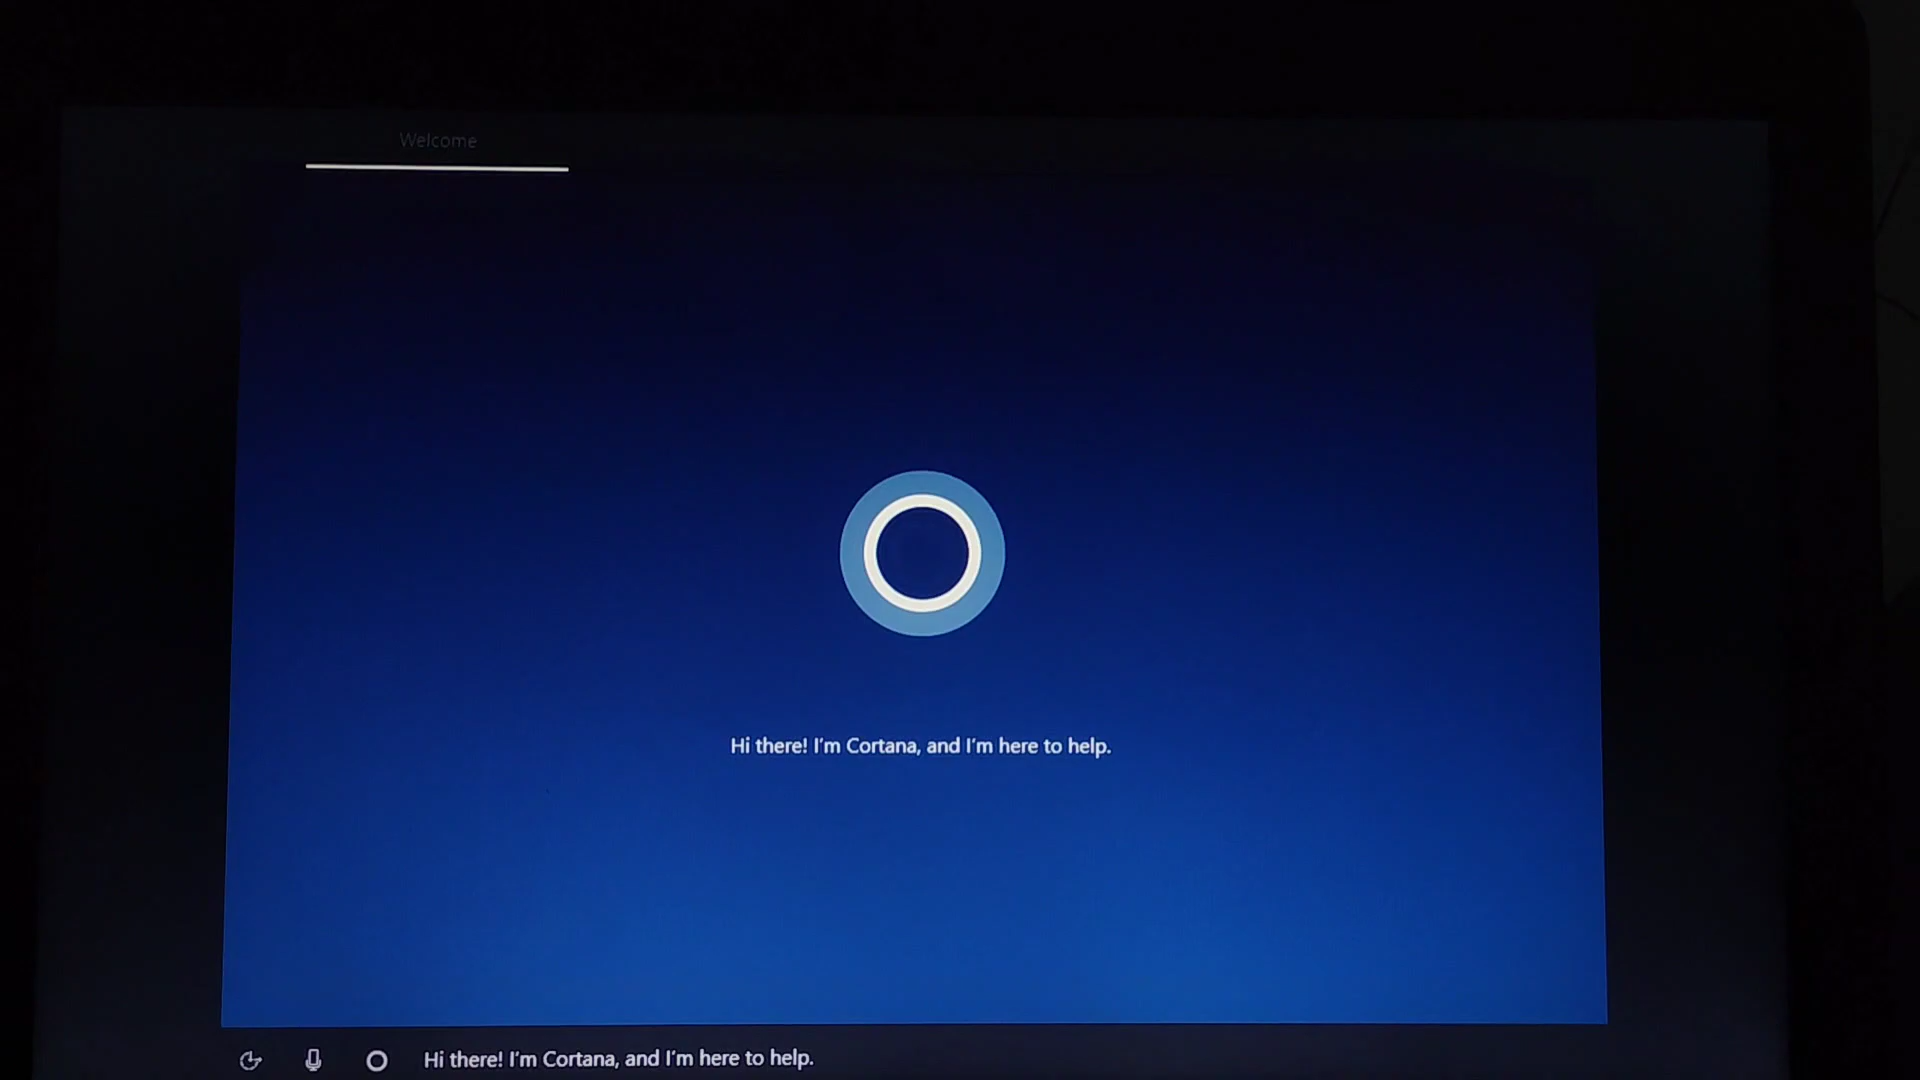 Welcome
Hi there! I'm Cortana, and I'm here to help.
Hi there! I'm Cortana, and I'm here to help.